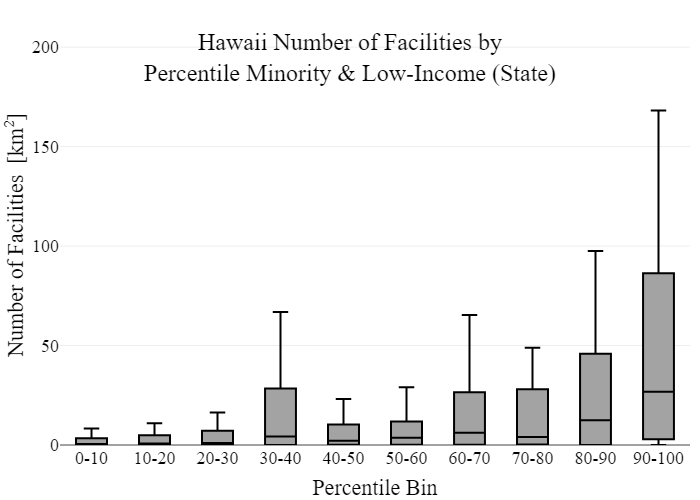 Hawaii Number of Facilities by
Percentile Minority & Low-Income (State)
Number of Facilities [km²]
200
150
100
50
0
0-10 10-20 20-30 30-40 40-50 50-60 60-70 70-80 80-90 90-100
Percentile Bin